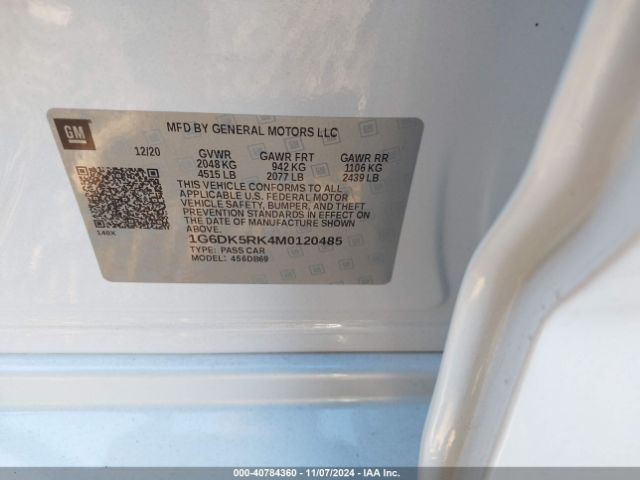 GM
MFD BY GENERAL MOTORS LLC
12/20 GVWR GAWR FRT GAWR RR
2048 KG 942 KG 1106 KG
4515 LB 2077 LB 2439 LB
THIS VEHICLE CONFORMS TO ALL
APPLICABLE U.S. FEDERAL MOTOR
VEHICLE SAFETY, BUMPER, AND THEFT
PREVENTION STANDARDS IN EFFECT ON
THE DATE OF MANUFACTURE SHOWN
ABOVE.
148X
1G6DK5RK4M0120485
TYPE: PASS CAR
MODEL: 456DB69
000-40784360 - 11/07/2024 - IAA Inc.